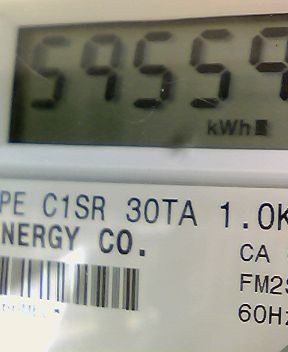 59559
kWh
PE C1SR 30TA 1.0K
NERGY CO.
CA
FM2S
60Hz